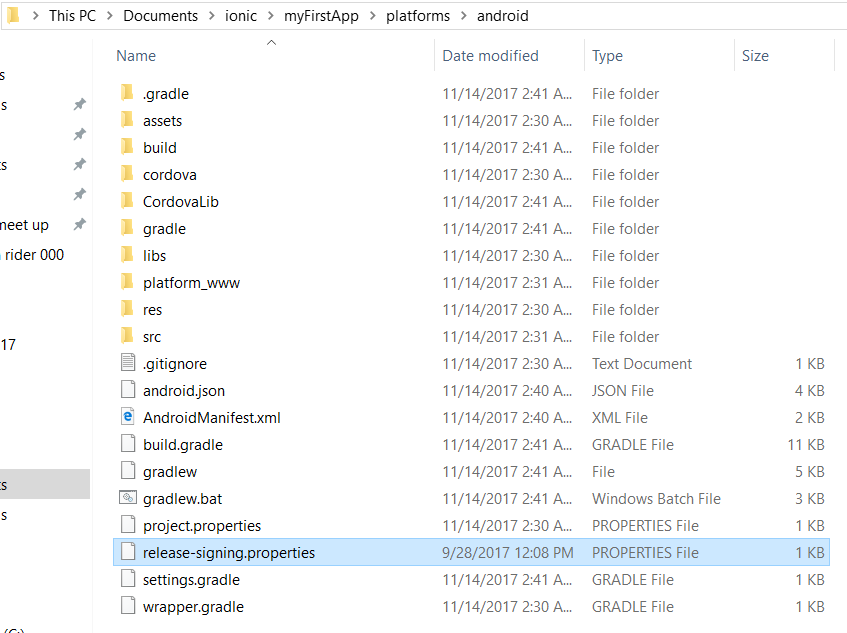 This PC > Documents > ionic > myFirstApp > platforms > android
Name Date modified Type Size
.gradle 11/14/2017 2:41 A... File folder
assets 11/14/2017 2:30 A... File folder
build 11/14/2017 2:41 A... File folder
cordova 11/14/2017 2:30 A... File folder
CordovaLib 11/14/2017 2:41 A... File folder
gradle 11/14/2017 2:41 A... File folder
libs 11/14/2017 2:30 A... File folder
platform_www 11/14/2017 2:31 A... File folder
res 11/14/2017 2:30 A... File folder
src 11/14/2017 2:31 A... File folder
.gitignore 11/14/2017 2:30 A... Text Document 1 KB
android.json 11/14/2017 2:40 A... JSON File 4 KB
AndroidManifest.xml 11/14/2017 2:40 A... XML File 2 KB
build.gradle 11/14/2017 2:41 A... GRADLE File 11 KB
gradlew 11/14/2017 2:41 A... File 5 KB
gradlew.bat 11/14/2017 2:41 A... Windows Batch File 3 KB
project.properties 11/14/2017 2:30 A... PROPERTIES File 1 KB
release-signing.properties 9/28/2017 12:08 PM PROPERTIES File 1 KB
settings.gradle 11/14/2017 2:41 A... GRADLE File 1 KB
wrapper.gradle 11/14/2017 2:30 A... GRADLE File 1 KB
s
s
ts
meet up
rider 000
17
ts
s